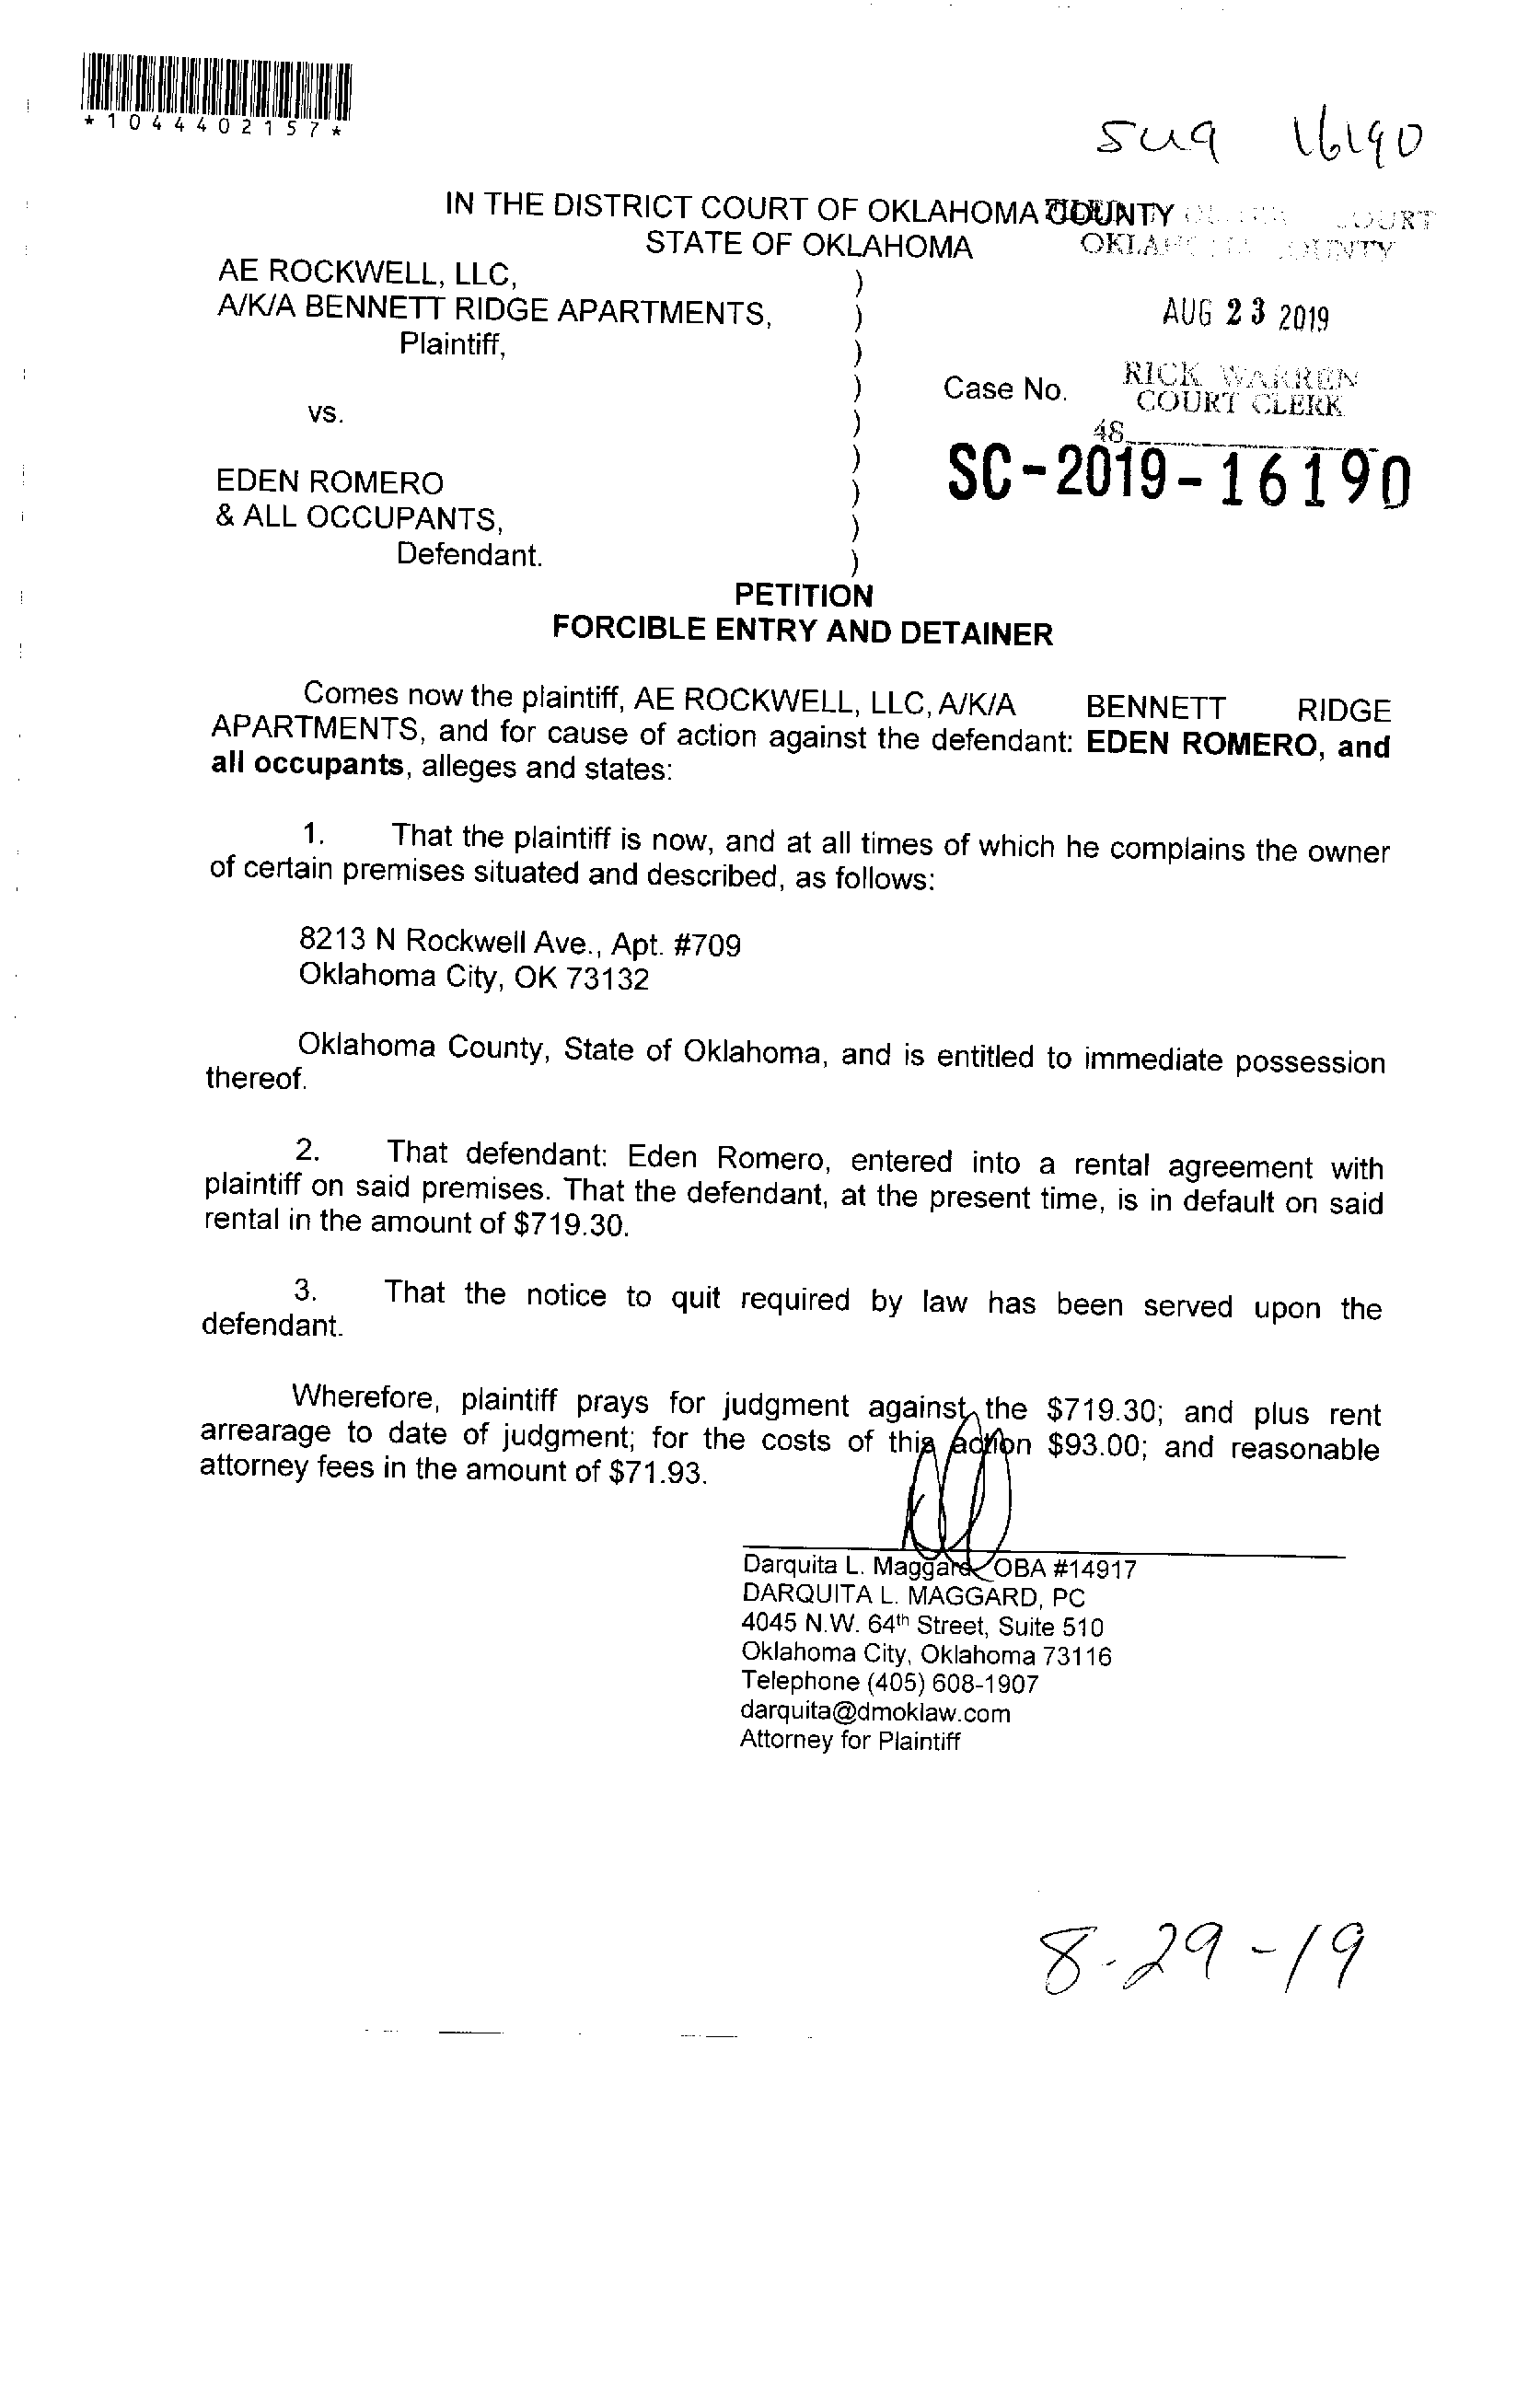 *1044402157*
16190
IN THE DISTRICT COURT OF OKLAHOMA COUNTY
COURT
STATE OF OKLAHOMA
COUNTY
AE ROCKWELL, LLC, )
A/K/A BENNETT RIDGE APARTMENTS, )
AUG 23 2019
Plaintiff, )
) Case No.
RICK WARREN
COURT CLERK
vs. )
48
) SC-2019-16190
EDEN ROMERO )
& ALL OCCUPANTS, )
Defendant. )
PETITION
FORCIBLE ENTRY AND DETAINER
Comes now the plaintiff, AE ROCKWELL, LLC, A/K/A BENNETT RIDGE
APARTMENTS, and for cause of action against the defendant: EDEN ROMERO, and
all occupants, alleges and states:
1. That the plaintiff is now, and at all times of which he complains the owner
of certain premises situated and described, as follows:
8213 N Rockwell Ave., Apt. #709
Oklahoma City, OK 73132
Oklahoma County, State of Oklahoma, and is entitled to immediate possession
thereof.
2. That defendant: Eden Romero, entered into a rental agreement with
plaintiff on said premises. That the defendant, at the present time, is in default on said
rental in the amount of $719.30.
3. That the notice to quit required by law has been served upon the
defendant.
Wherefore, plaintiff prays for judgment against the $719.30; and plus rent
arrearage to date of judgment; for the costs of this action $93.00; and reasonable
attorney fees in the amount of $71.93.
Darquita L. Maggard OBA #14917
DARQUITA L. MAGGARD, PC
4045 N.W. 64th Street, Suite 510
Oklahoma City, Oklahoma 73116
Telephone (405) 608-1907
darquita@dmoklaw.com
Attorney for Plaintiff
8-29-19